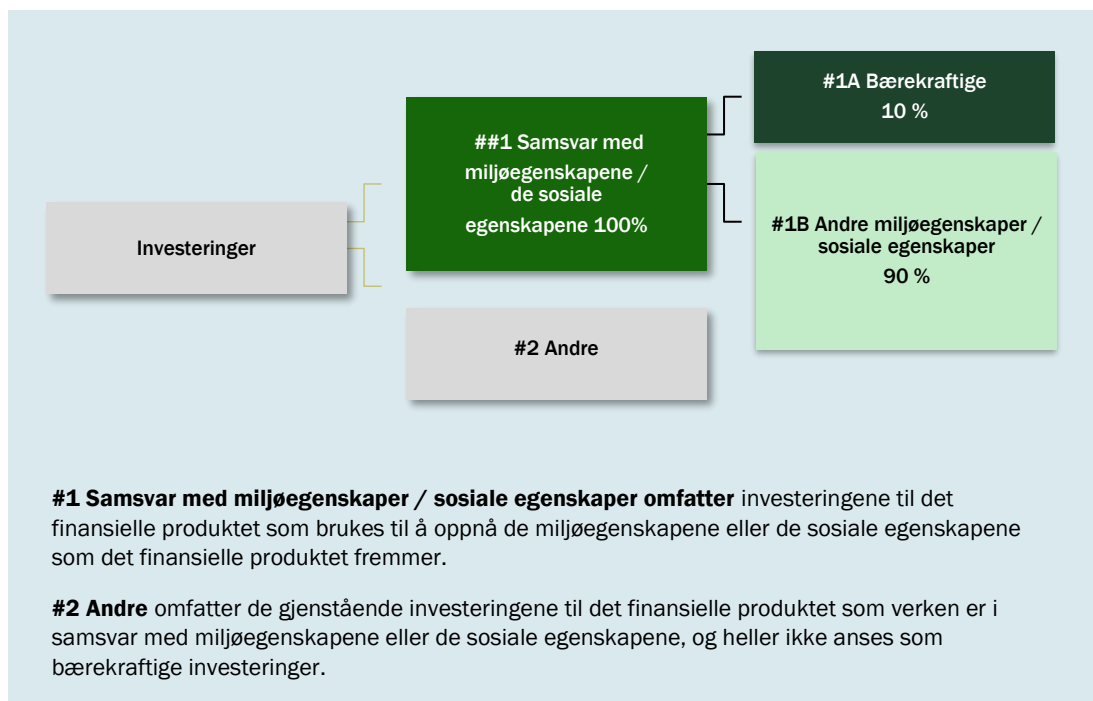 #1A Bærekraftige
10 %
##1 Samsvar med
miljøegenskapene /
de sosiale
egenskapene 100%
#1B Andre miljøegenskaper /
sosiale egenskaper
90 %
Investeringer
#2 Andre
#1 Samsvar med miljøegenskaper / sosiale egenskaper omfatter investeringene til det
finansielle produktet som brukes til å oppnå de miljøegenskapene eller de sosiale egenskapene
som det finansielle produktet fremmer.
#2 Andre omfatter de gjenstående investeringene til det finansielle produktet som verken er i
samsvar med miljøegenskapene eller de sosiale egenskapene, og heller ikke anses som
bærekraftige investeringer.